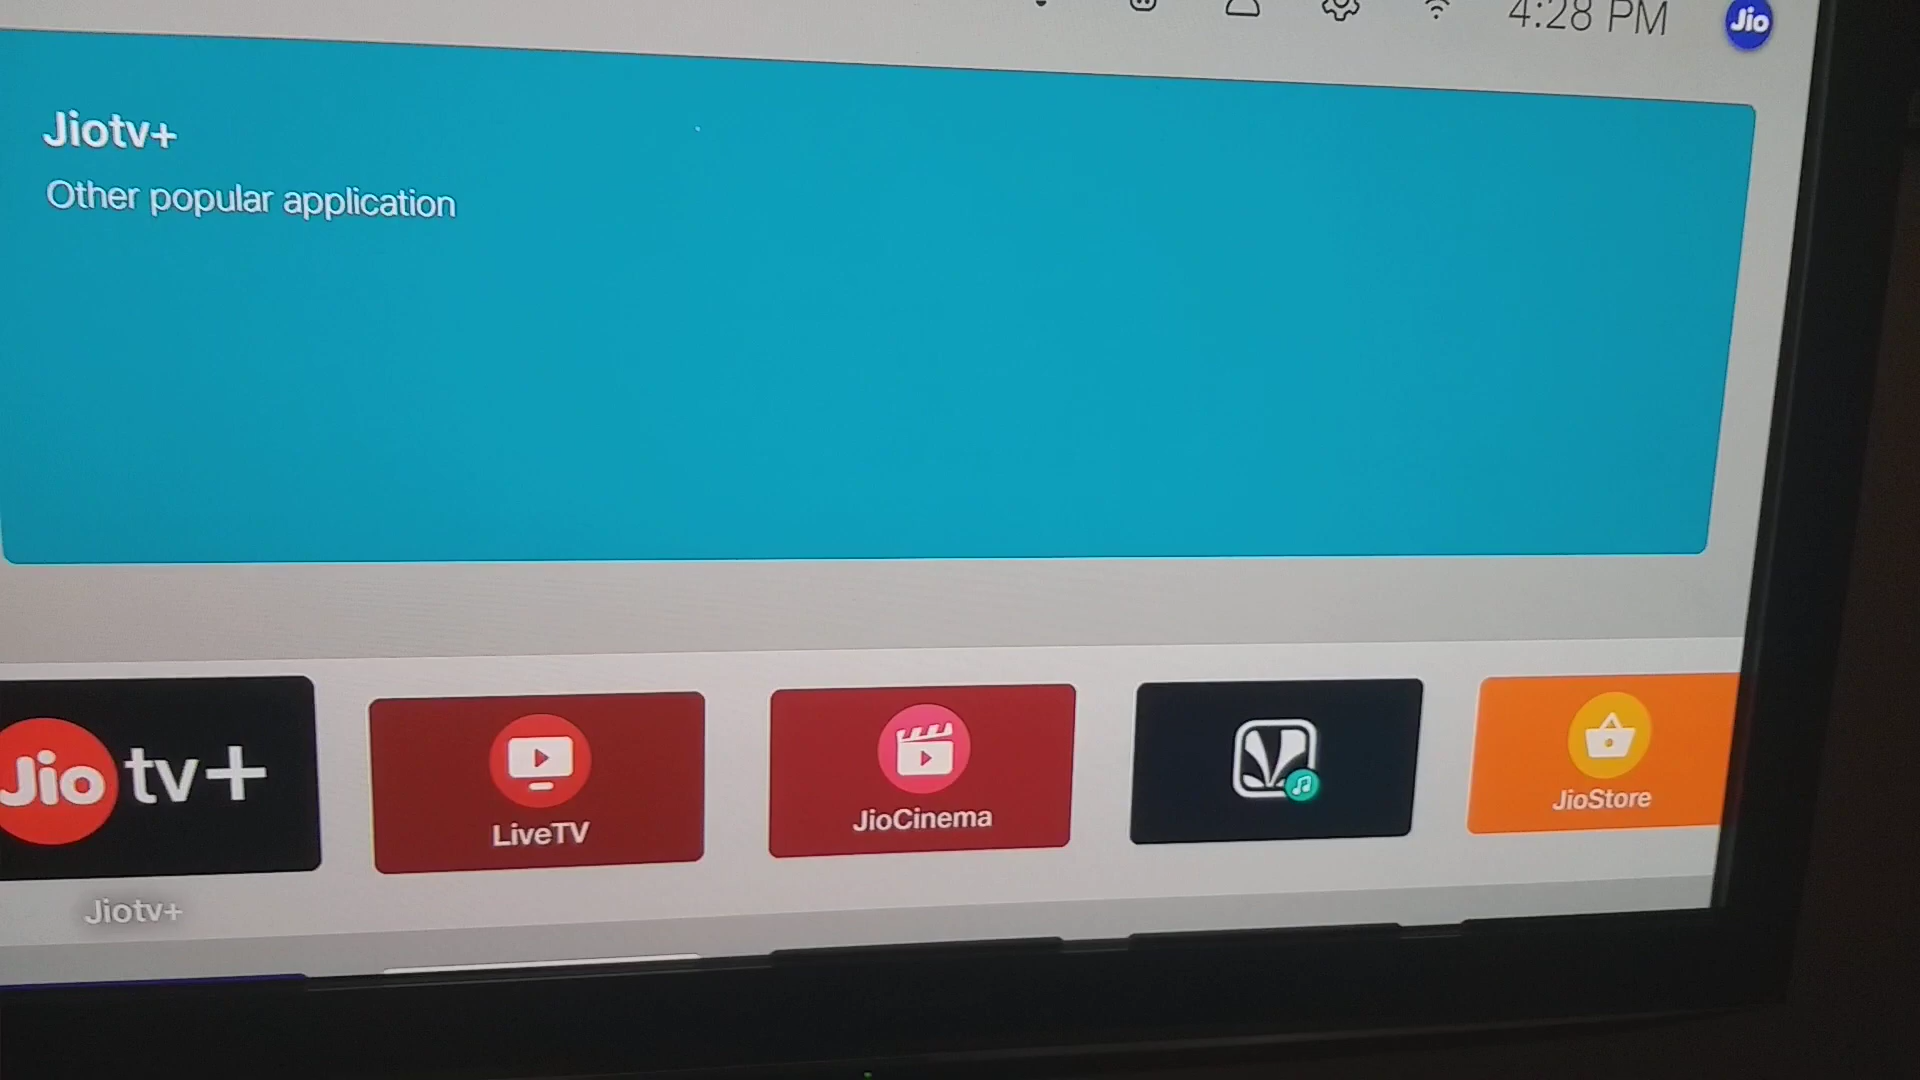 4:28 PM
Jio
Jiotv+
Other popular application
Jio tv+
LiveTV
JioCinema
JioStore
Jiotv+